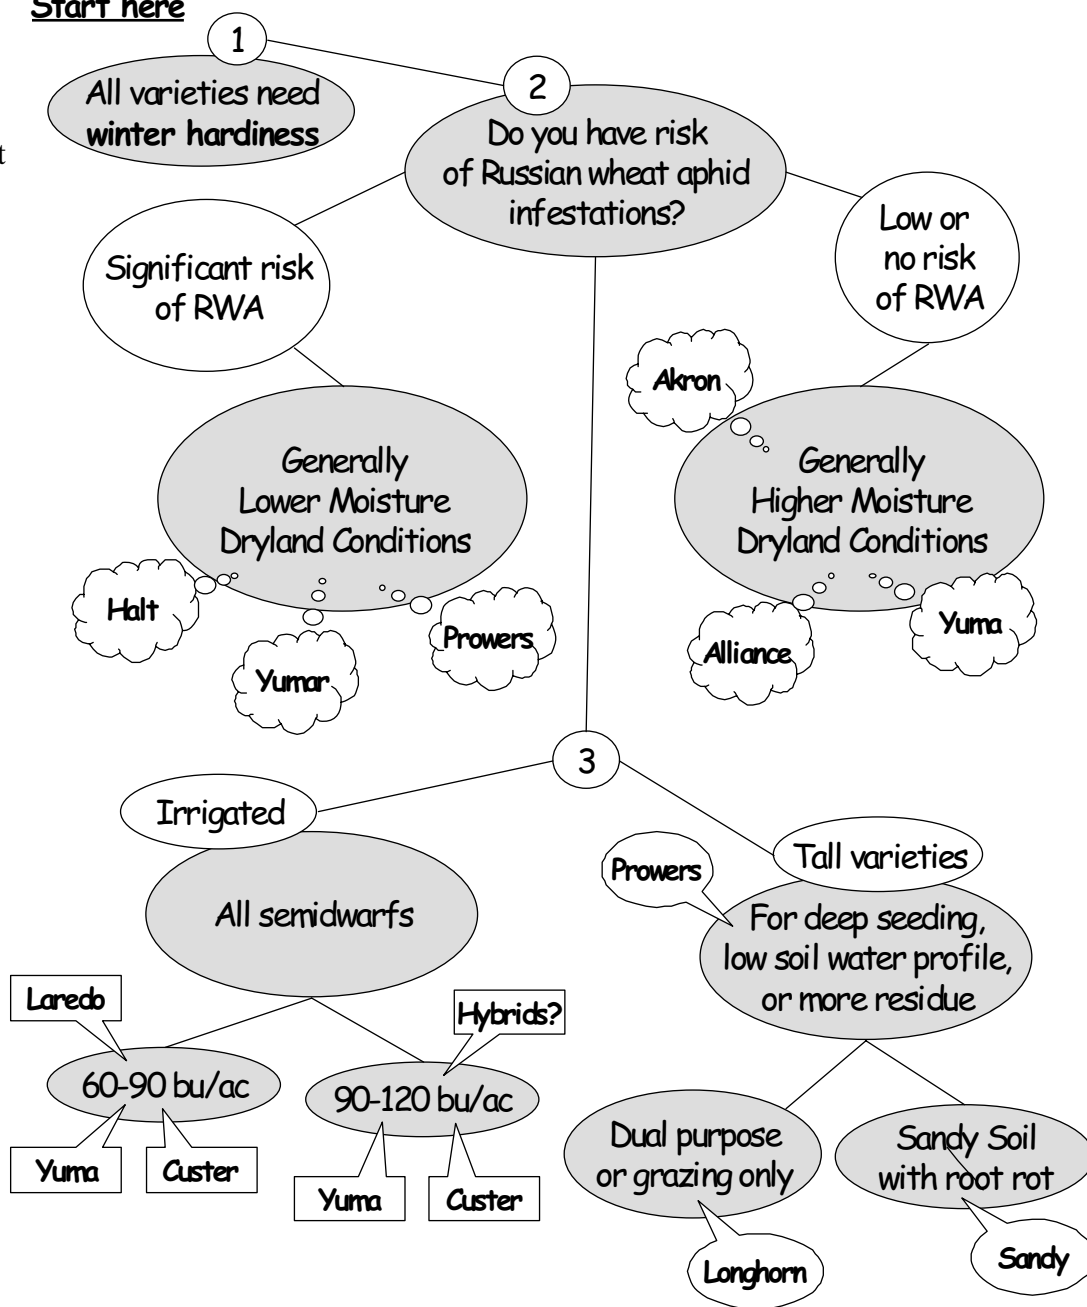 Start here
1
All varieties need
winter hardiness
t
2
Do you have risk
of Russian wheat aphid
infestations?
Significant risk
of RWA
Low or
no risk
of RWA
Akron
Generally
Lower Moisture
Dryland Conditions
Generally
Higher Moisture
Dryland Conditions
Halt
Yumar
Prowers
Alliance
Yuma
3
Irrigated
All semidwarfs
Tall varieties
Prowers
For deep seeding,
low soil water profile,
or more residue
Laredo
Hybrids?
60-90 bu/ac
90-120 bu/ac
Yuma
Custer
Yuma
Custer
Dual purpose
or grazing only
Sandy Soil
with root rot
Longhorn
Sandy